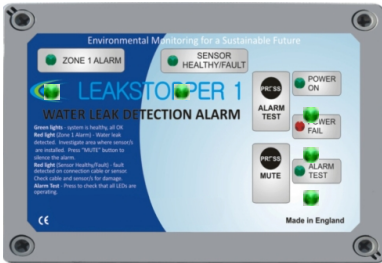 Environmental Monitoring for a Sustainable Future
ZONE 1 ALARM
SENSOR
HEALTHY/FAULT
LEAKSTOPPER 1
WATER LEAK DETECTION ALARM
Green lights - system is healthy, all OK
Red light (Zone 1 Alarm) - Water leak
detected. Investigate area where sensor/s
are installed. Press "MUTE" button to
silence the alarm.
Red light (Sensor Healthy/Fault) - fault
detected on connection cable or sensor.
Check cable and sensor/s for damage.
Alarm Test - Press to check that all LEDs are
operating.
CE
PRESS
ALARM
TEST
POWER
ON
POWER
FAIL
PRESS
MUTE
ALARM
TEST
Made in England